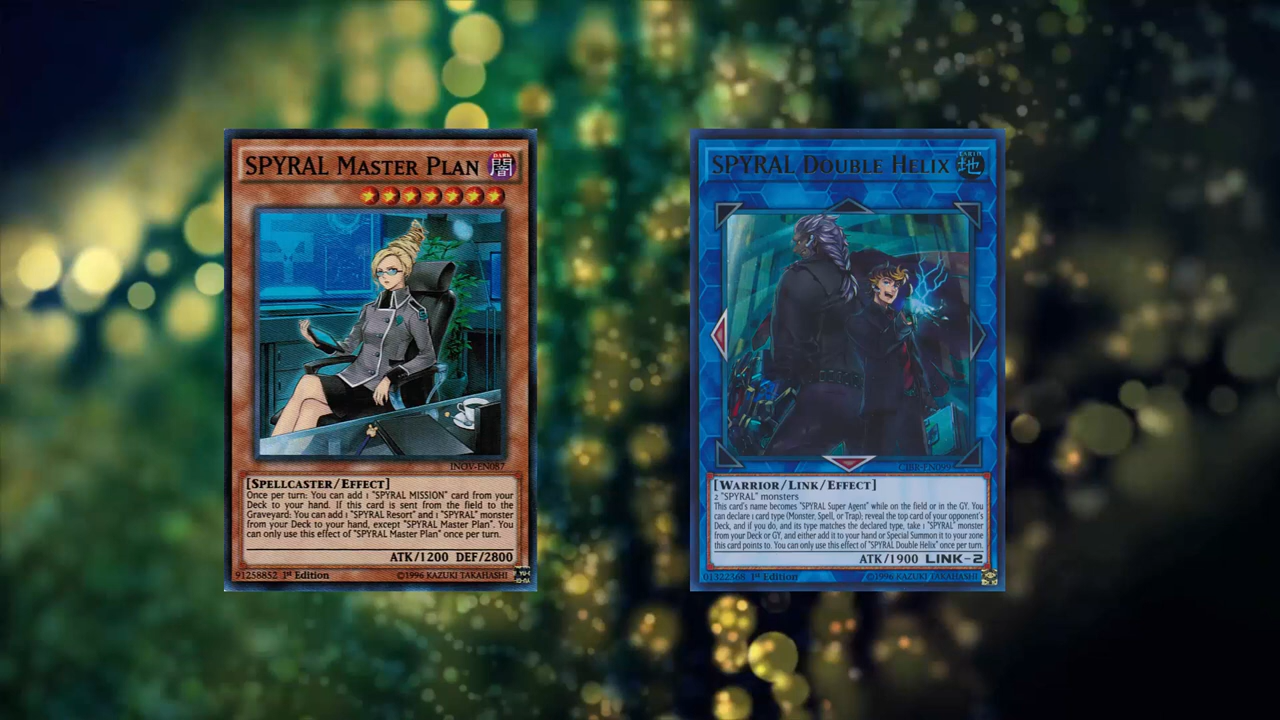 SPYRAL Master Plan
DARK
闇
INOV-EN087
[Spellcaster/Effect]
Once per turn: You can add 1 "SPYRAL MISSION" card from your
Deck to your hand. If this card is sent from the field to the
Graveyard: You can add 1 "SPYRAL Resort" and 1 "SPYRAL" monster
from your Deck to your hand, except "SPYRAL Master Plan". You
can only use this effect of "SPYRAL Master Plan" once per turn.
ATK/1200 DEF/2800
91258852 1st Edition ©1996 KAZUKI TAKAHASHI
SPYRAL Double Helix
EARTH
地
CIBR-EN099
[Warrior/Link/Effect]
2 "SPYRAL" monsters
This card's name becomes "SPYRAL Super Agent" while on the field or in the GY. You
can declare 1 card type (Monster, Spell, or Trap); reveal the top card of your opponent's
Deck, and if you do, and its type matches the declared type, take 1 "SPYRAL" monster
from your Deck or GY, and either add it to your hand or Special Summon it to your zone
this card points to. You can only use this effect of "SPYRAL Double Helix" once per turn.
ATK/1900 LINK-2
01322368 1st Edition ©1996 KAZUKI TAKAHASHI